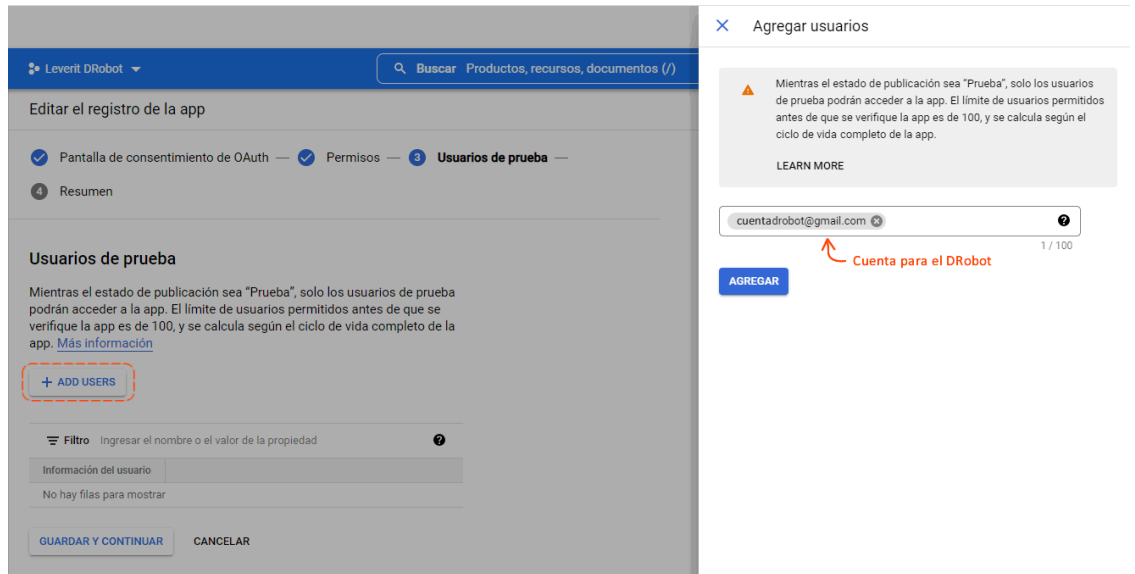 Leverit DRobot
Buscar Productos, recursos, documentos (/)
Editar el registro de la app
Pantalla de consentimiento de OAuth — Permisos — 3 Usuarios de prueba —
4 Resumen
Usuarios de prueba
Mientras el estado de publicación sea “Prueba”, solo los usuarios de prueba
podrán acceder a la app. El límite de usuarios permitidos antes de que se
verifique la app es de 100, y se calcula según el ciclo de vida completo de la
app. Más información
+ ADD USERS
Filtro Ingresar el nombre o el valor de la propiedad
Información del usuario
No hay filas para mostrar
GUARDAR Y CONTINUAR CANCELAR
Agregar usuarios
Mientras el estado de publicación sea “Prueba”, solo los usuarios
de prueba podrán acceder a la app. El límite de usuarios permitidos
antes de que se verifique la app es de 100, y se calcula según el
ciclo de vida completo de la app.
LEARN MORE
cuentadrobot@gmail.com
1 / 100
Cuenta para el DRobot
AGREGAR